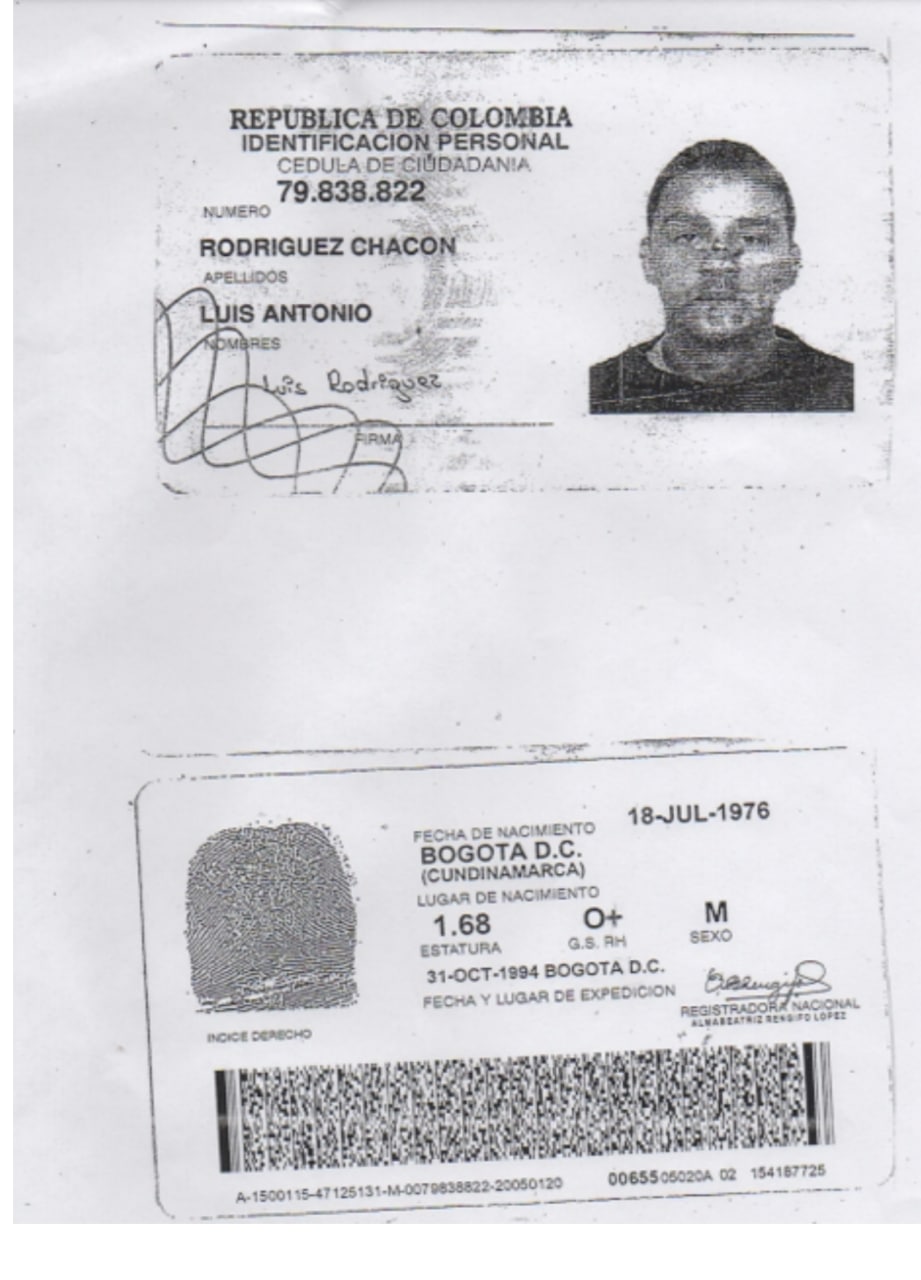 REPUBLICA DE COLOMBIA
IDENTIFICACION PERSONAL
CEDULA DE CIUDADANIA
79.838.822
NUMERO
RODRIGUEZ CHACON
APELLIDOS
LUIS ANTONIO
NOMBRES
Luis Rodriguez
FIRMA
18-JUL-1976
FECHA DE NACIMIENTO
BOGOTA D.C.
(CUNDINAMARCA)
LUGAR DE NACIMIENTO
1.68 O+ M
ESTATURA G.S. RH SEXO
31-OCT-1994 BOGOTA D.C.
FECHA Y LUGAR DE EXPEDICION
REGISTRADORA NACIONAL
ALMABEATRIZ RENGIFO LOPEZ
INDICE DERECHO
A-1500115-47125131-M-0079838822-20050120 0065505020A 02 154187725